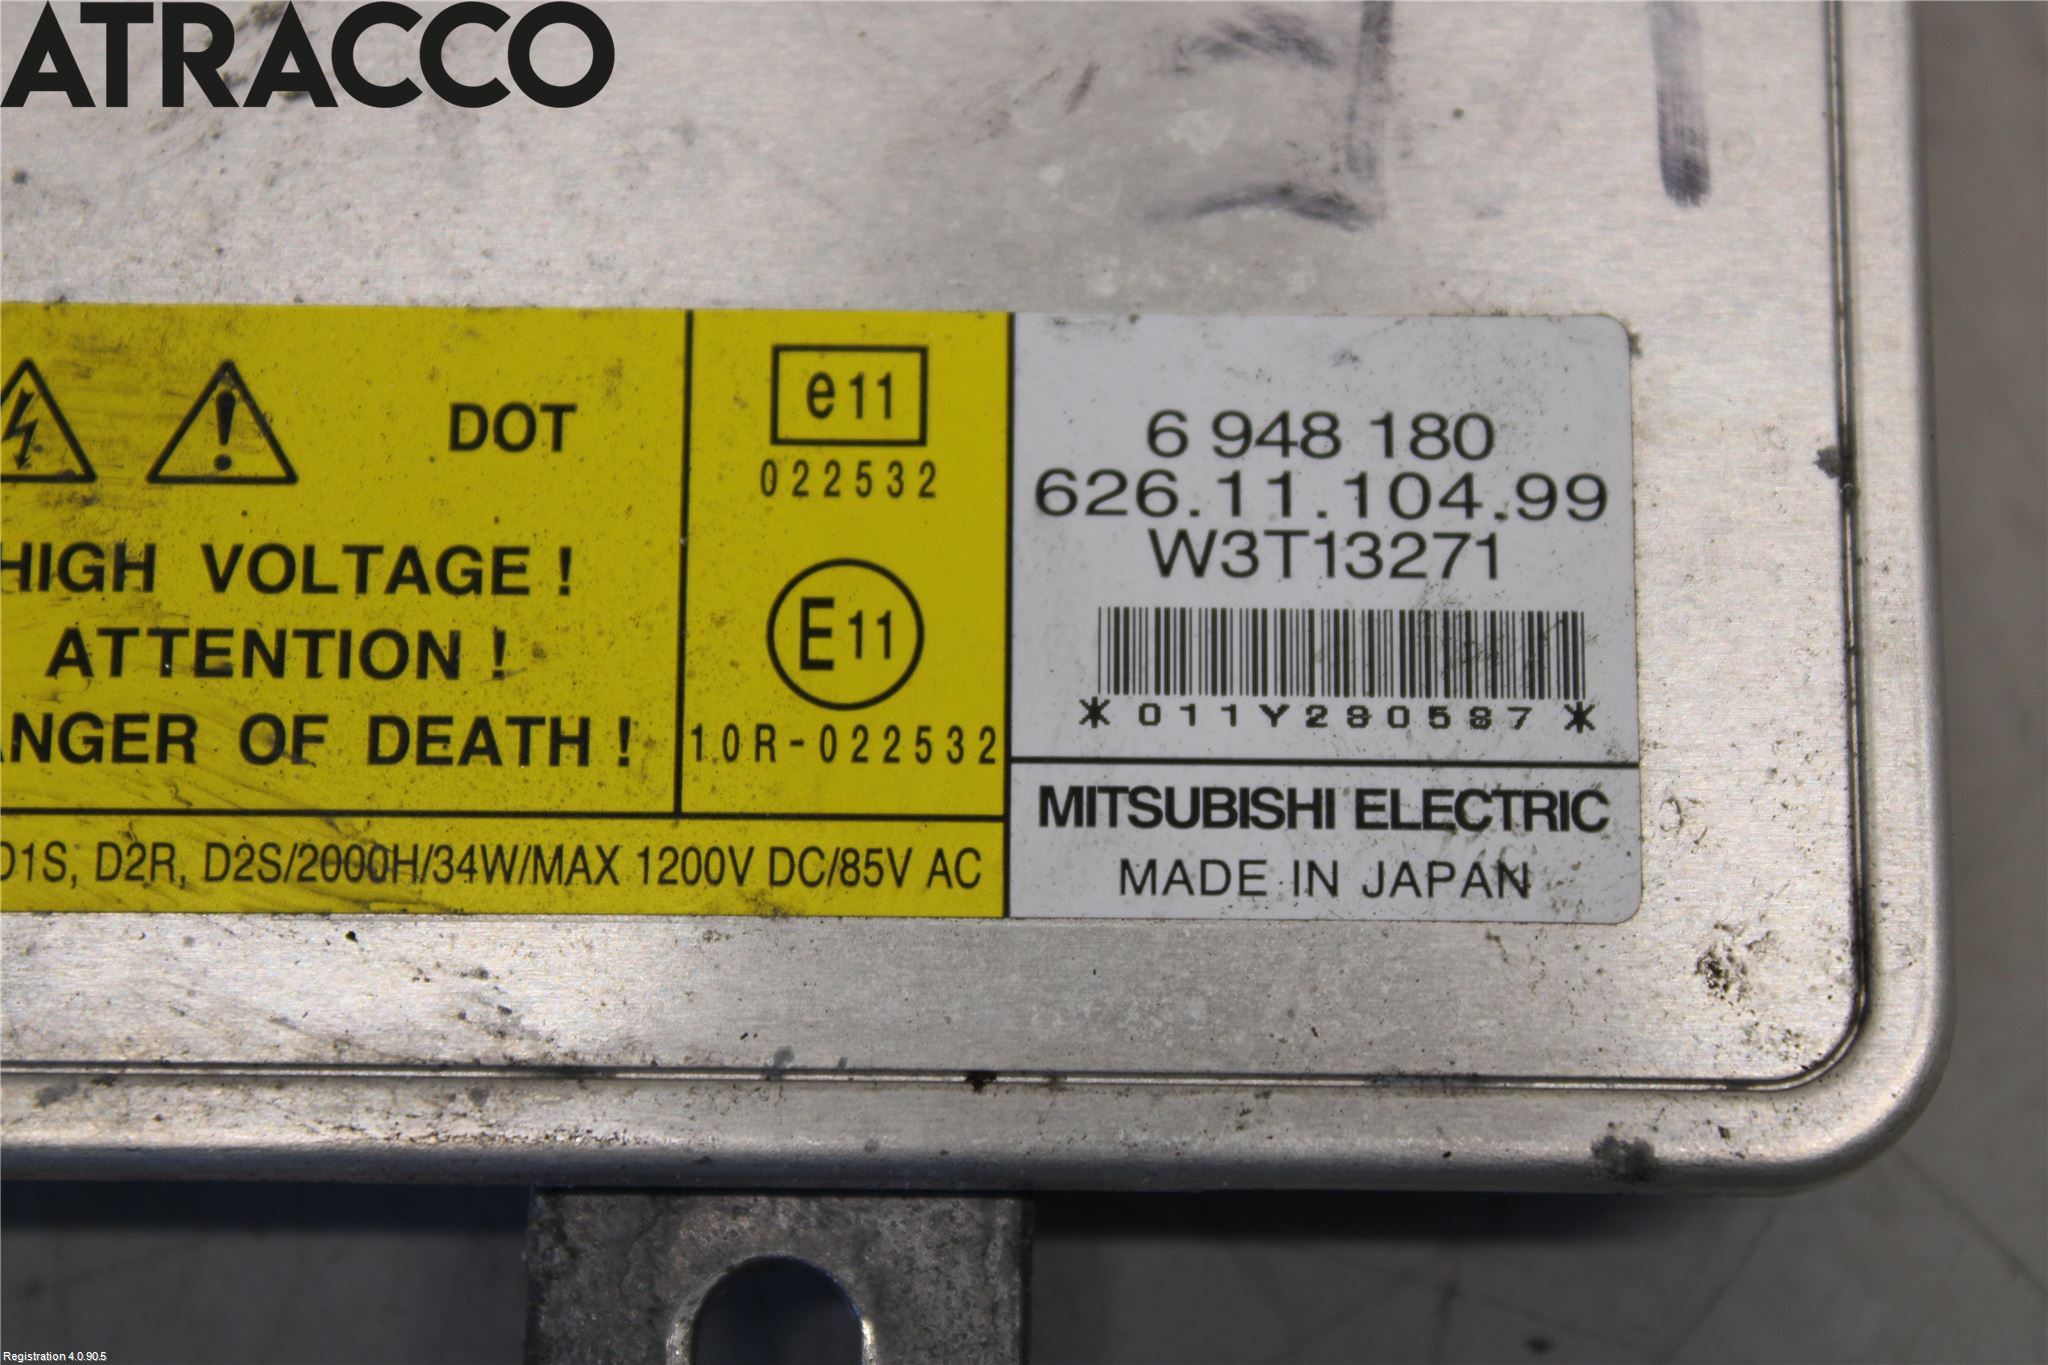 ATRACCO
DOT
HIGH VOLTAGE !
ATTENTION !
ANGER OF DEATH !
D1S, D2R, D2S/2000H/34W/MAX 1200V DC/85V AC
e11
022532
E11
10R-022532
6 948 180
626.11.104.99
W3T13271
*011Y280587*
MITSUBISHI ELECTRIC
MADE IN JAPAN
Registration 4.0.90.5